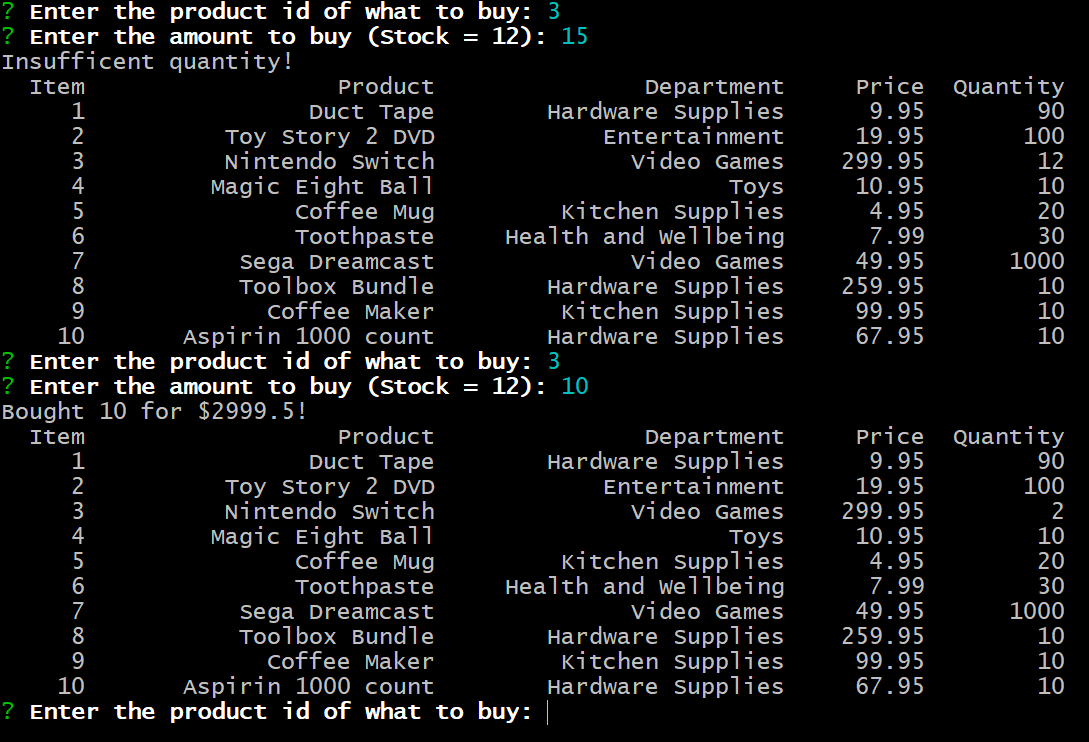 ? Enter the product id of what to buy: 3
? Enter the amount to buy (Stock = 12): 15
Insufficent quantity!
Item Product Department Price Quantity
1 Duct Tape Hardware Supplies 9.95 90
2 Toy Story 2 DVD Entertainment 19.95 100
3 Nintendo Switch Video Games 299.95 12
4 Magic Eight Ball Toys 10.95 10
5 Coffee Mug Kitchen Supplies 4.95 20
6 Toothpaste Health and Wellbeing 7.99 30
7 Sega Dreamcast Video Games 49.95 1000
8 Toolbox Bundle Hardware Supplies 259.95 10
9 Coffee Maker Kitchen Supplies 99.95 10
10 Aspirin 1000 count Hardware Supplies 67.95 10
? Enter the product id of what to buy: 3
? Enter the amount to buy (Stock = 12): 10
Bought 10 for $2999.5!
Item Product Department Price Quantity
1 Duct Tape Hardware Supplies 9.95 90
2 Toy Story 2 DVD Entertainment 19.95 100
3 Nintendo Switch Video Games 299.95 2
4 Magic Eight Ball Toys 10.95 10
5 Coffee Mug Kitchen Supplies 4.95 20
6 Toothpaste Health and Wellbeing 7.99 30
7 Sega Dreamcast Video Games 49.95 1000
8 Toolbox Bundle Hardware Supplies 259.95 10
9 Coffee Maker Kitchen Supplies 99.95 10
10 Aspirin 1000 count Hardware Supplies 67.95 10
? Enter the product id of what to buy: